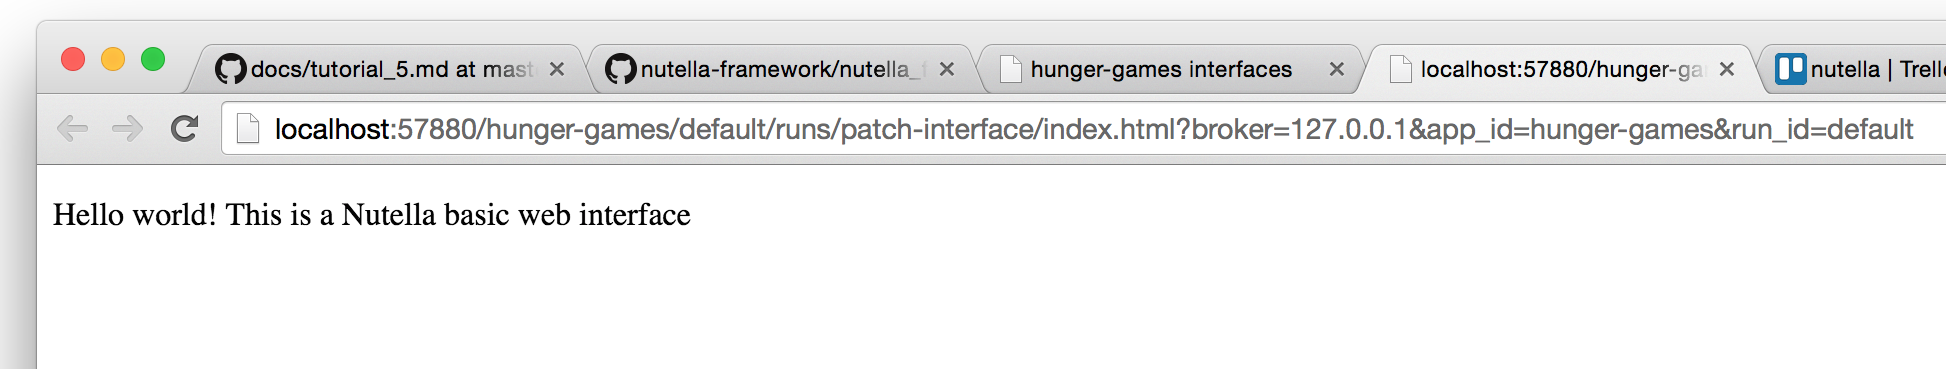 docs/tutorial_5.md at mast
nutella-framework/nutella_f
hunger-games interfaces
localhost:57880/hunger-ga
nutella | Trell
localhost:57880/hunger-games/default/runs/patch-interface/index.html?broker=127.0.0.1&app_id=hunger-games&run_id=default
Hello world! This is a Nutella basic web interface